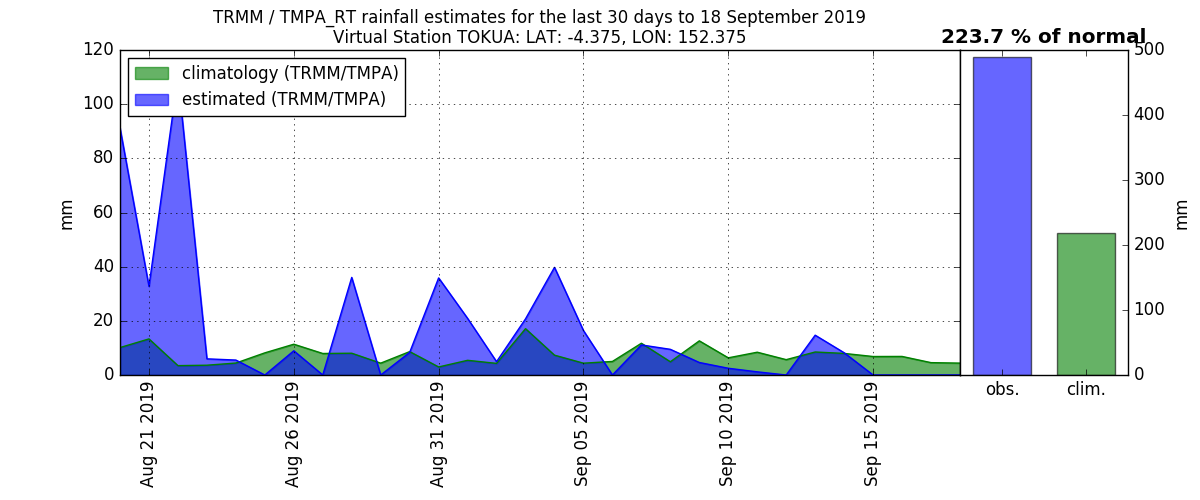 TRMM / TMPA_RT rainfall estimates for the last 30 days to 18 September 2019
Virtual Station TOKUA: LAT: -4.375, LON: 152.375
223.7 % of normal
climatology (TRMM/TMPA)
estimated (TRMM/TMPA)
mm
120
100
80
60
40
20
0
Aug 21 2019
Aug 26 2019
Aug 31 2019
Sep 05 2019
Sep 10 2019
Sep 15 2019
500
400
300
200
100
0
mm
obs.
clim.